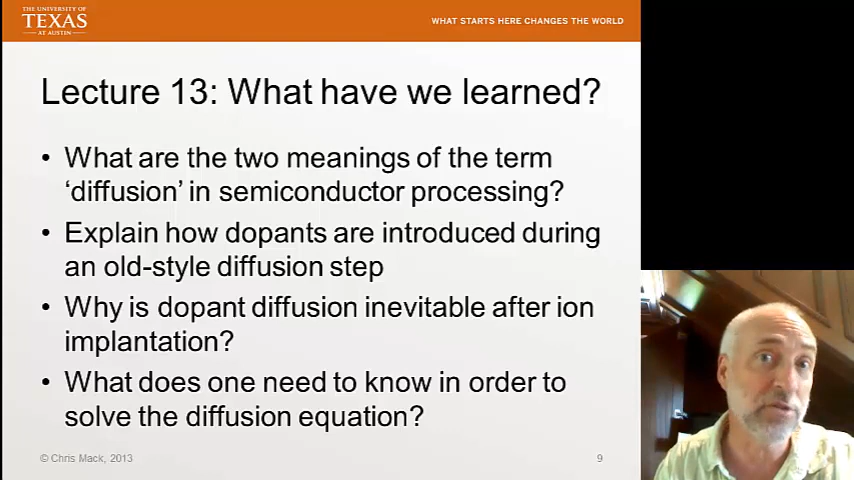 THE UNIVERSITY OF
TEXAS
AT AUSTIN
WHAT STARTS HERE CHANGES THE WORLD
Lecture 13: What have we learned?
• What are the two meanings of the term
‘diffusion’ in semiconductor processing?
• Explain how dopants are introduced during
an old-style diffusion step
• Why is dopant diffusion inevitable after ion
implantation?
• What does one need to know in order to
solve the diffusion equation?
© Chris Mack, 2013
9